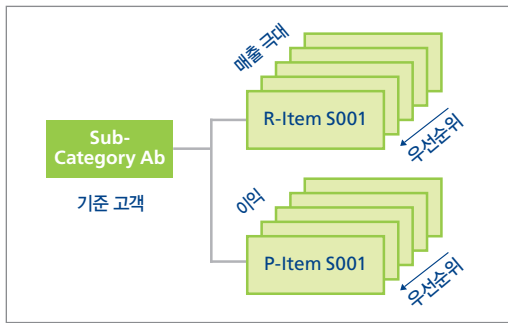 매출 극대
R-Item S001
우선순위
Sub-
Category Ab
기준 고객
이익
P-Item S001
우선순위